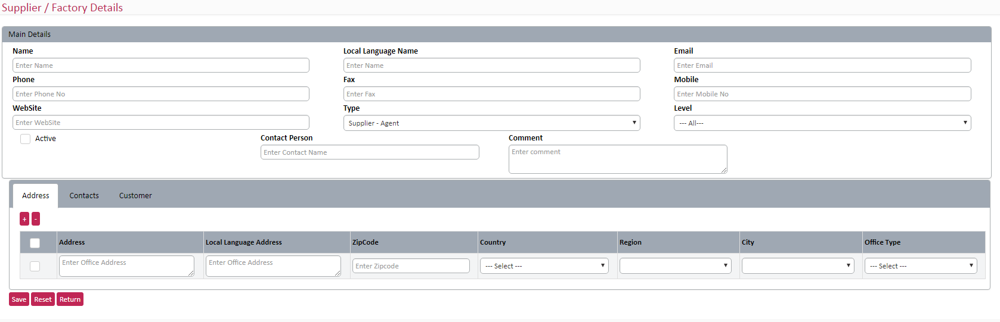 Supplier / Factory Details
Main Details
Name Local Language Name Email
Enter Name Enter Name Enter Email
Phone Fax Mobile
Enter Phone No Enter Fax Enter Mobile No
WebSite Type Level
Enter WebSite Supplier - Agent --- All---
Active Contact Person Comment
Enter Contact Name Enter comment
Address Contacts Customer
+ -
Address Local Language Address ZipCode Country Region City Office Type
Enter Office Address Enter Office Address Enter Zipcode --- Select --- --- Select ---
Save Reset Return